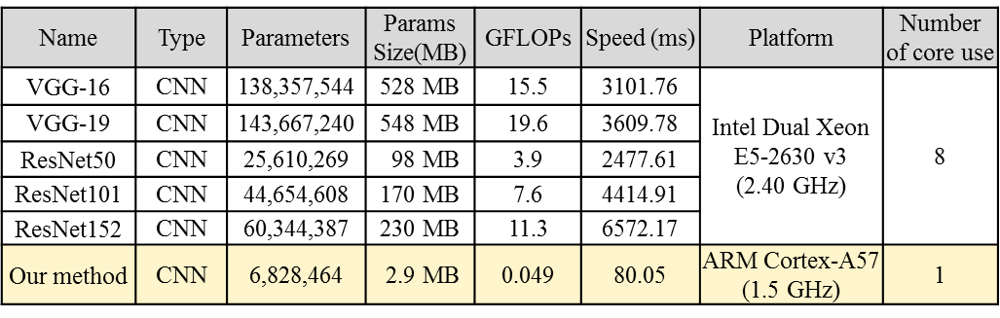 Name Type Parameters Params Size(MB) GFLOPs Speed (ms) Platform Number of core use
VGG-16 CNN 138,357,544 528 MB 15.5 3101.76 Intel Dual Xeon E5-2630 v3 (2.40 GHz) 8
VGG-19 CNN 143,667,240 548 MB 19.6 3609.78
ResNet50 CNN 25,610,269 98 MB 3.9 2477.61
ResNet101 CNN 44,654,608 170 MB 7.6 4414.91
ResNet152 CNN 60,344,387 230 MB 11.3 6572.17
Our method CNN 6,828,464 2.9 MB 0.049 80.05 ARM Cortex-A57 (1.5 GHz) 1